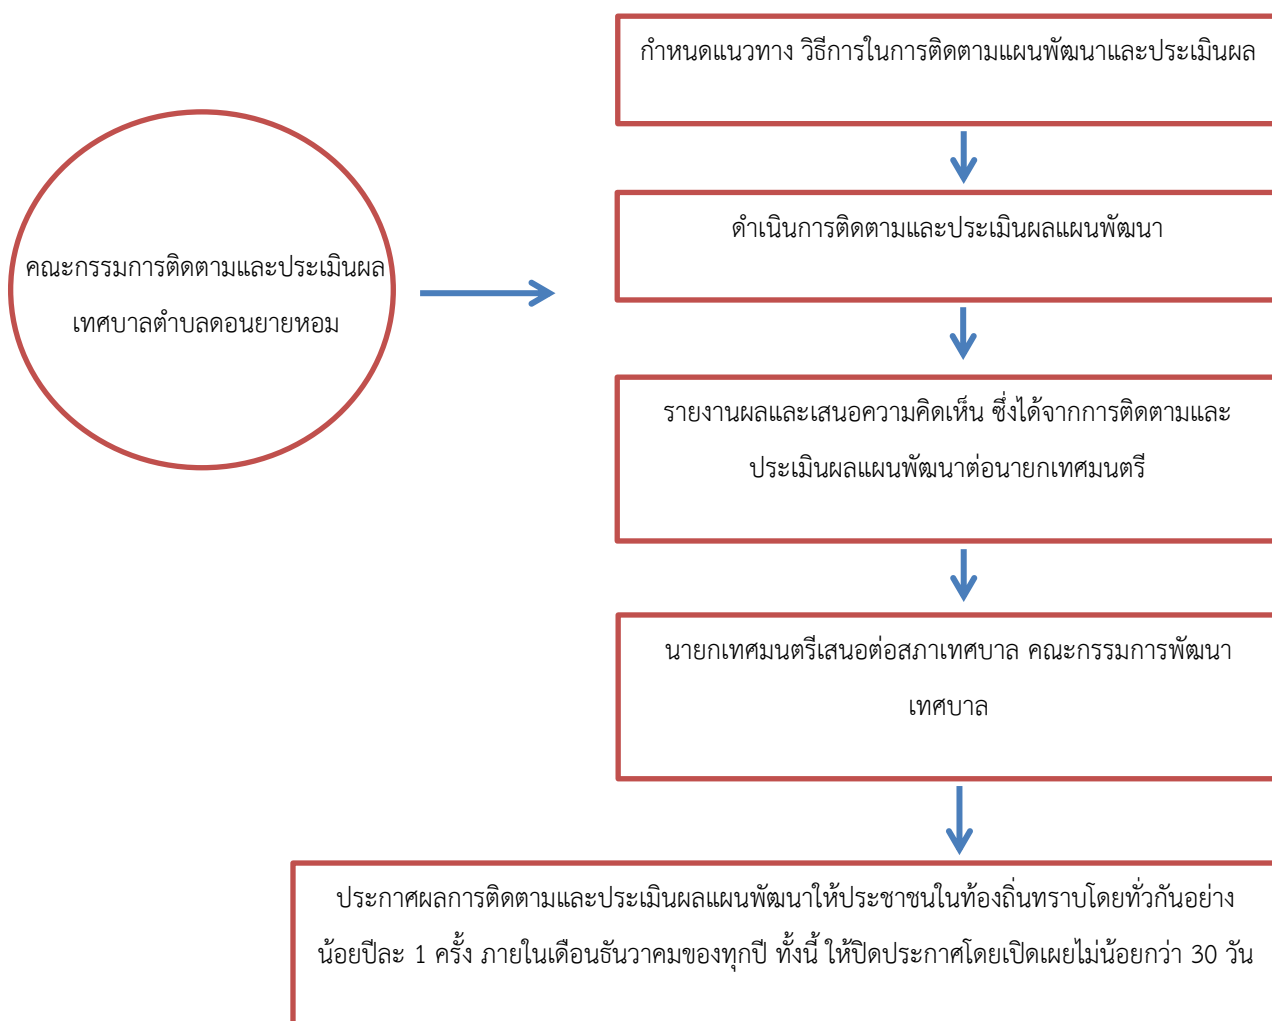 กำหนดแนวทาง วิธีการในการติดตามแผนพัฒนาและประเมินผล
คณะกรรมการติดตามและประเมินผล
เทศบาลตำบลดอนยายหอม
ดำเนินการติดตามและประเมินผลแผนพัฒนา
รายงานผลและเสนอความคิดเห็น ซึ่งได้จากการติดตามและ
ประเมินผลแผนพัฒนาต่อนายกเทศมนตรี
นายกเทศมนตรีเสนอต่อสภาเทศบาล คณะกรรมการพัฒนา
เทศบาล
ประกาศผลการติดตามและประเมินผลแผนพัฒนาให้ประชาชนในท้องถิ่นทราบโดยทั่วกันอย่าง
น้อยปีละ 1 ครั้ง ภายในเดือนธันวาคมของทุกปี ทั้งนี้ ให้ปิดประกาศโดยเปิดเผยไม่น้อยกว่า 30 วัน